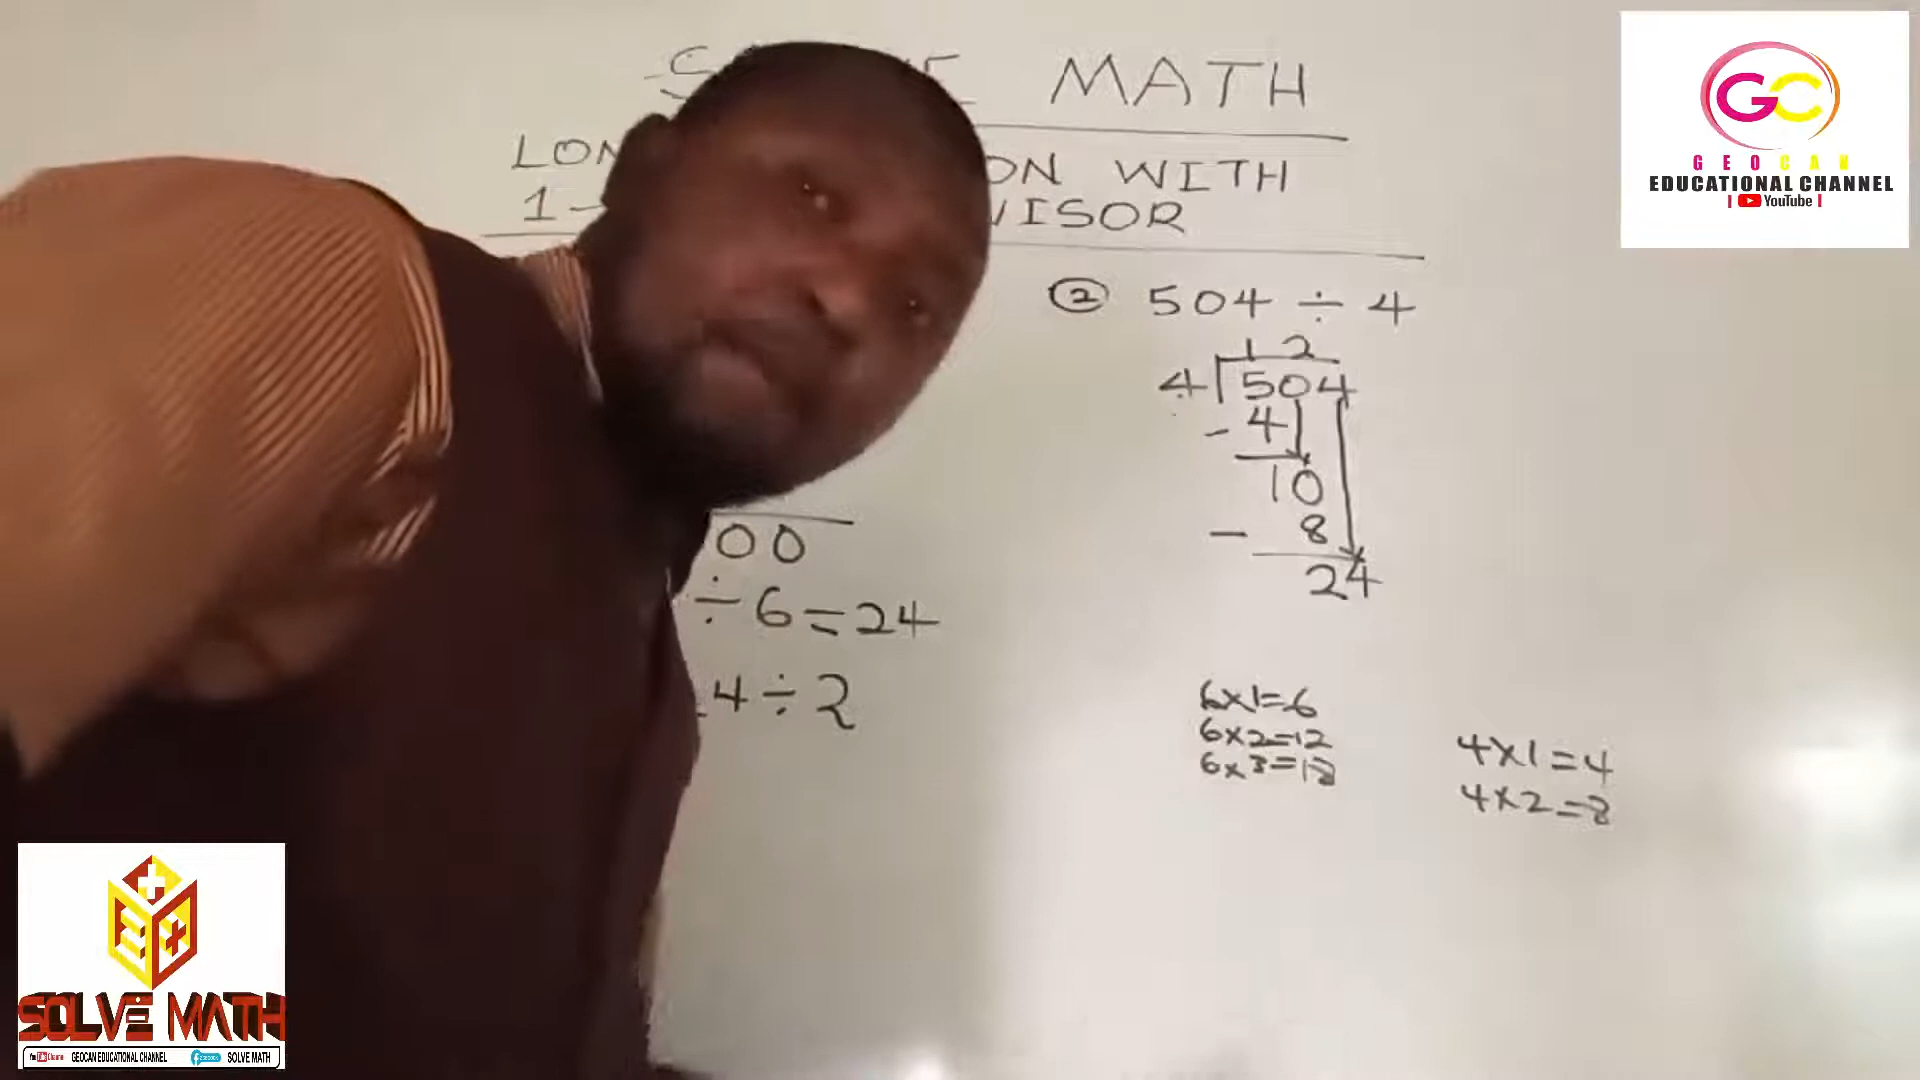 MATH
WITH
1-
② 504 ÷ 4
12
4 504
- 4
10
- 8
24
00
÷ 6 = 24
4 ÷ 2
6x1=6
6x2=12
6x3=18
4x1=4
4x2=8
GC
GEOCAN
EDUCATIONAL CHANNEL
YouTube
SOLVE MATH
GEOCAN EDUCATIONAL CHANNEL
SOLVE MATH